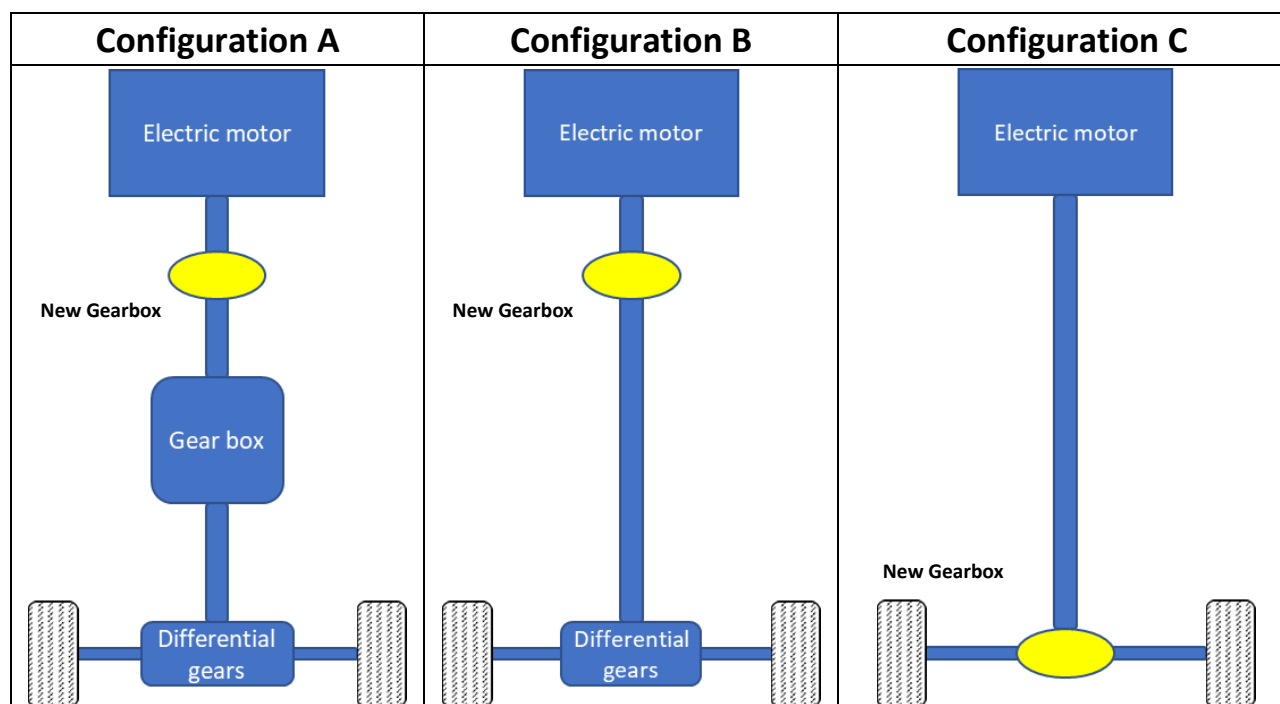 Configuration A
Configuration B
Configuration C
Electric motor
Electric motor
Electric motor
New Gearbox
New Gearbox
Gear box
New Gearbox
Differential
gears
Differential
gears